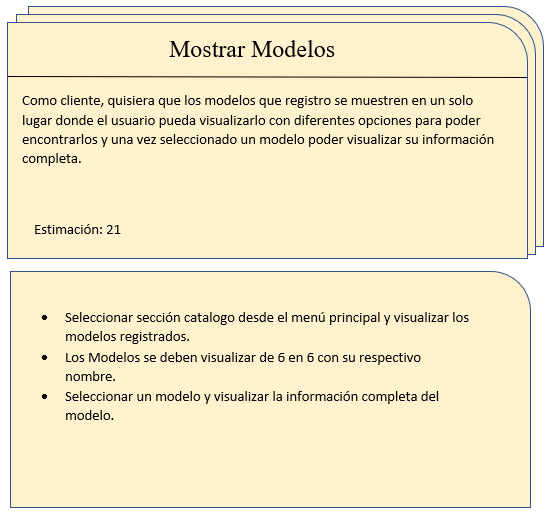 Mostrar Modelos
Como cliente, quisiera que los modelos que registro se muestren en un solo
lugar donde el usuario pueda visualizarlo con diferentes opciones para poder
encontrarlos y una vez seleccionado un modelo poder visualizar su información
completa.
Estimación: 21
• Seleccionar sección catalogo desde el menú principal y visualizar los
modelos registrados.
• Los Modelos se deben visualizar de 6 en 6 con su respectivo
nombre.
• Seleccionar un modelo y visualizar la información completa del
modelo.